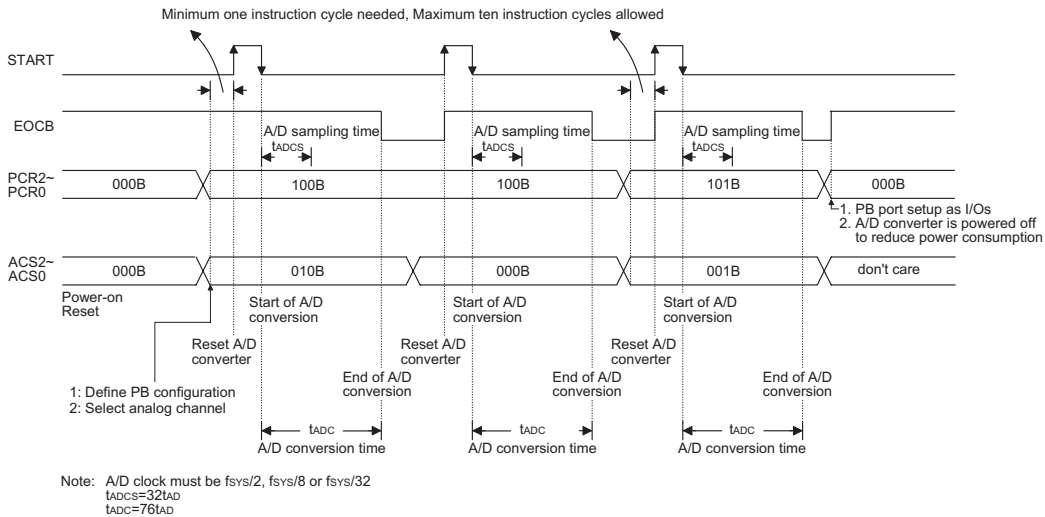 Minimum one instruction cycle needed, Maximum ten instruction cycles allowed
START
EOCB
A/D sampling time
tADCS
A/D sampling time
tADCS
A/D sampling time
tADCS
PCR2~
PCR0
000B
100B
100B
101B
000B
1. PB port setup as I/Os
2. A/D converter is powered off
to reduce power consumption
ACS2~
ACS0
000B
010B
000B
001B
don't care
Power-on
Reset
Start of A/D
conversion
Start of A/D
conversion
Start of A/D
conversion
Reset A/D
converter
Reset A/D
converter
Reset A/D
converter
1: Define PB configuration
2: Select analog channel
End of A/D
conversion
End of A/D
conversion
End of A/D
conversion
tADC
A/D conversion time
tADC
A/D conversion time
tADC
A/D conversion time
Note: A/D clock must be fSYS/2, fSYS/8 or fSYS/32
tADCS=32tAD
tADC=76tAD